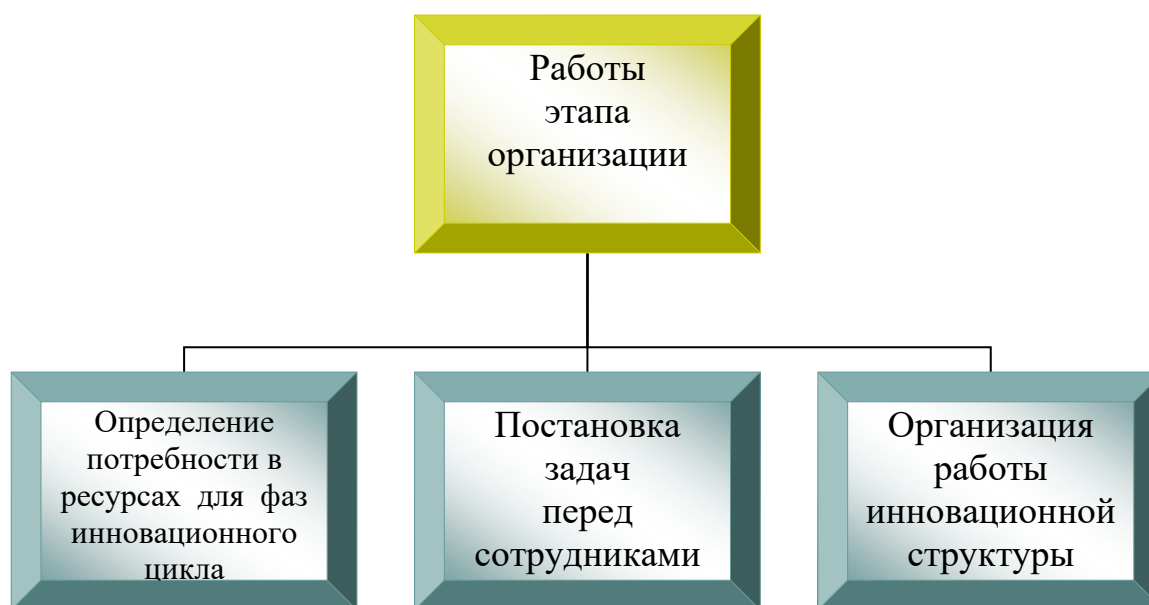 Работы
этапа
организации
Определение
потребности в
ресурсах для фаз
инновационного
цикла
Постановка
задач
перед
сотрудниками
Организация
работы
инновационной
структуры